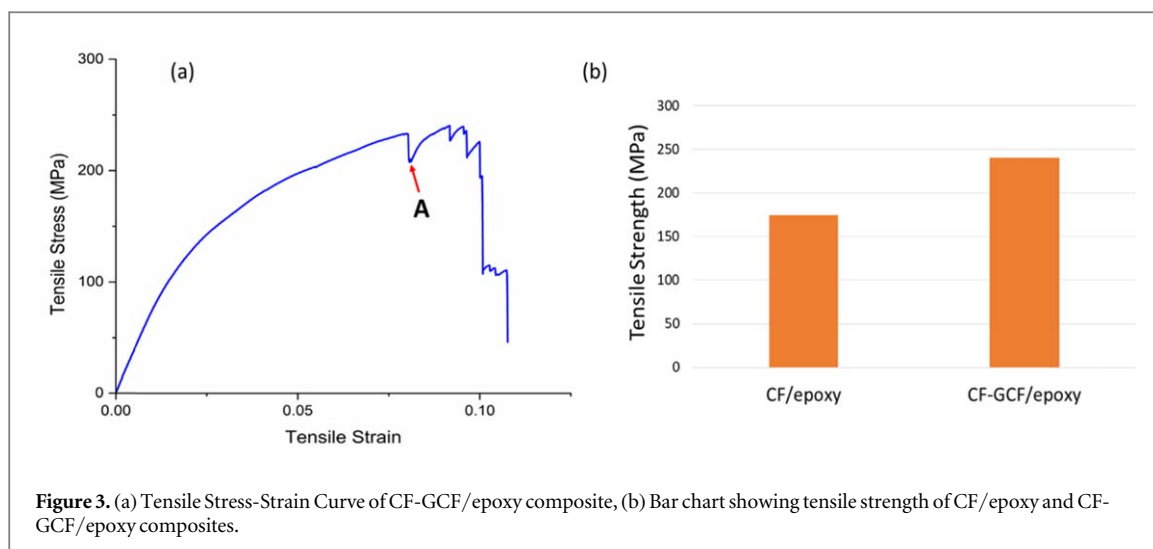 (a)
300
200
100
0
Tensile Stress (MPa)
A
0.00
0.05
0.10
Tensile Strain
(b)
300
250
200
150
100
50
0
Tensile Strength (MPa)
CF/epoxy
CF-GCF/epoxy
Figure 3. (a) Tensile Stress-Strain Curve of CF-GCF/epoxy composite, (b) Bar chart showing tensile strength of CF/epoxy and CF-
GCF/epoxy composites.